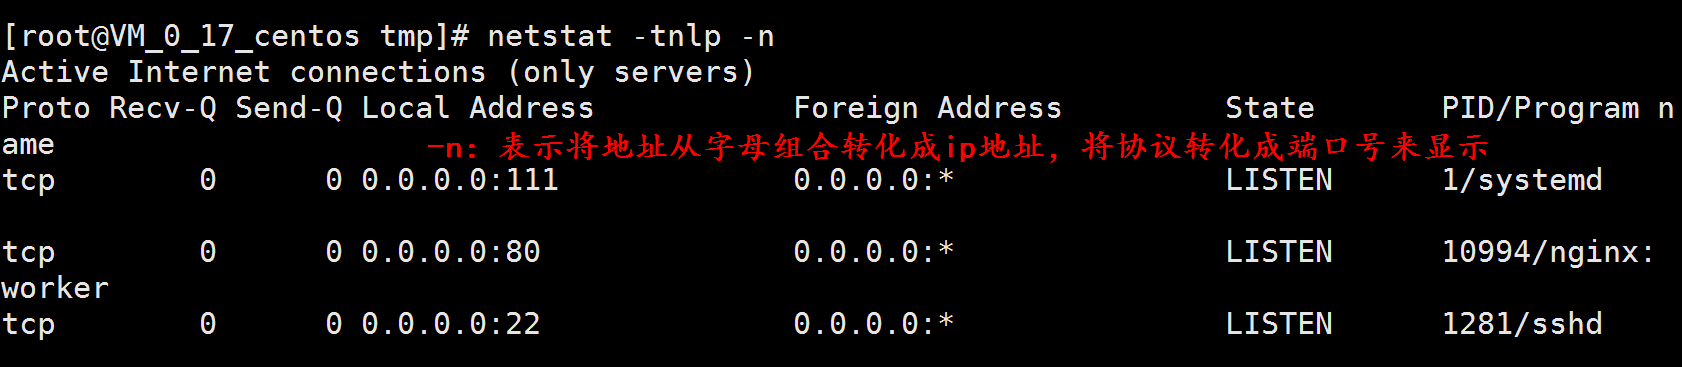 [root@VM_0_17_centos tmp]# netstat -tnlp -n
Active Internet connections (only servers)
Proto Recv-Q Send-Q Local Address           Foreign Address         State       PID/Program n
ame
-n: 表示将地址从字母组合转化成ip地址，将协议转化成端口号来显示
tcp        0      0 0.0.0.0:111             0.0.0.0:*               LISTEN      1/systemd
tcp        0      0 0.0.0.0:80              0.0.0.0:*               LISTEN      10994/nginx:
worker
tcp        0      0 0.0.0.0:22              0.0.0.0:*               LISTEN      1281/sshd